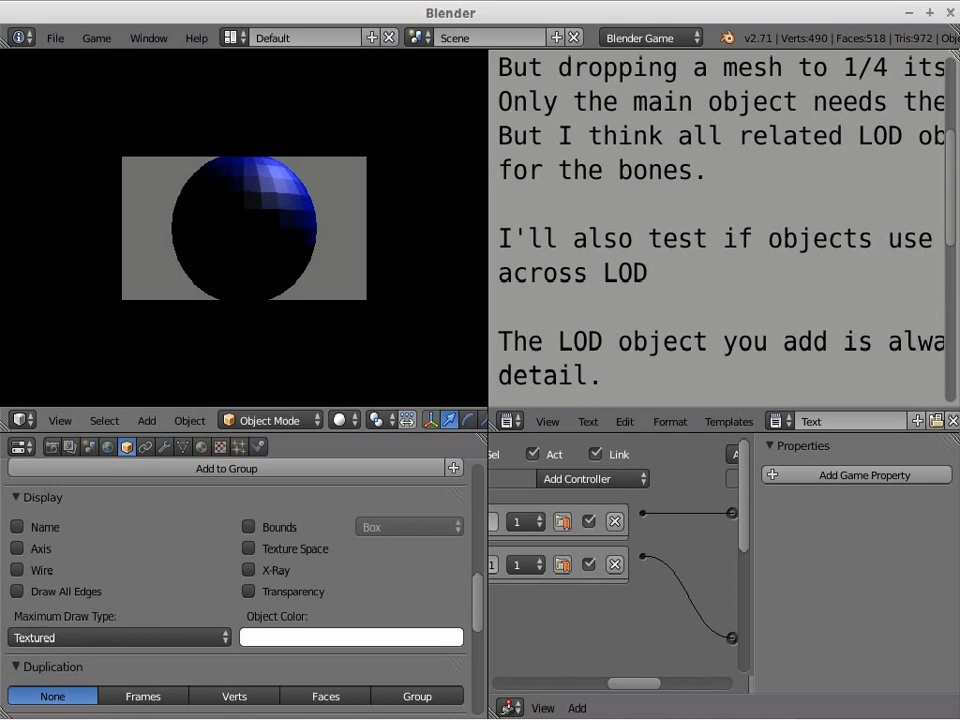 Blender
File Game Window Help Default Scene Blender Game v2.71 | Verts:490 | Faces:518 | Tris:972 | Obje
But dropping a mesh to 1/4 its
Only the main object needs the
But I think all related LOD ob
for the bones.
I'll also test if objects use
across LOD
The LOD object you add is alwa
detail.
View Select Add Object Object Mode
View Text Edit Format Templates Text
Add to Group
Display
Name Bounds Box
Axis Texture Space
Wire X-Ray
Draw All Edges Transparency
Maximum Draw Type: Object Color:
Textured
Duplication
None Frames Verts Faces Group
Sel Act Link A
Add Controller
1
1 1
View Add
Properties
Add Game Property